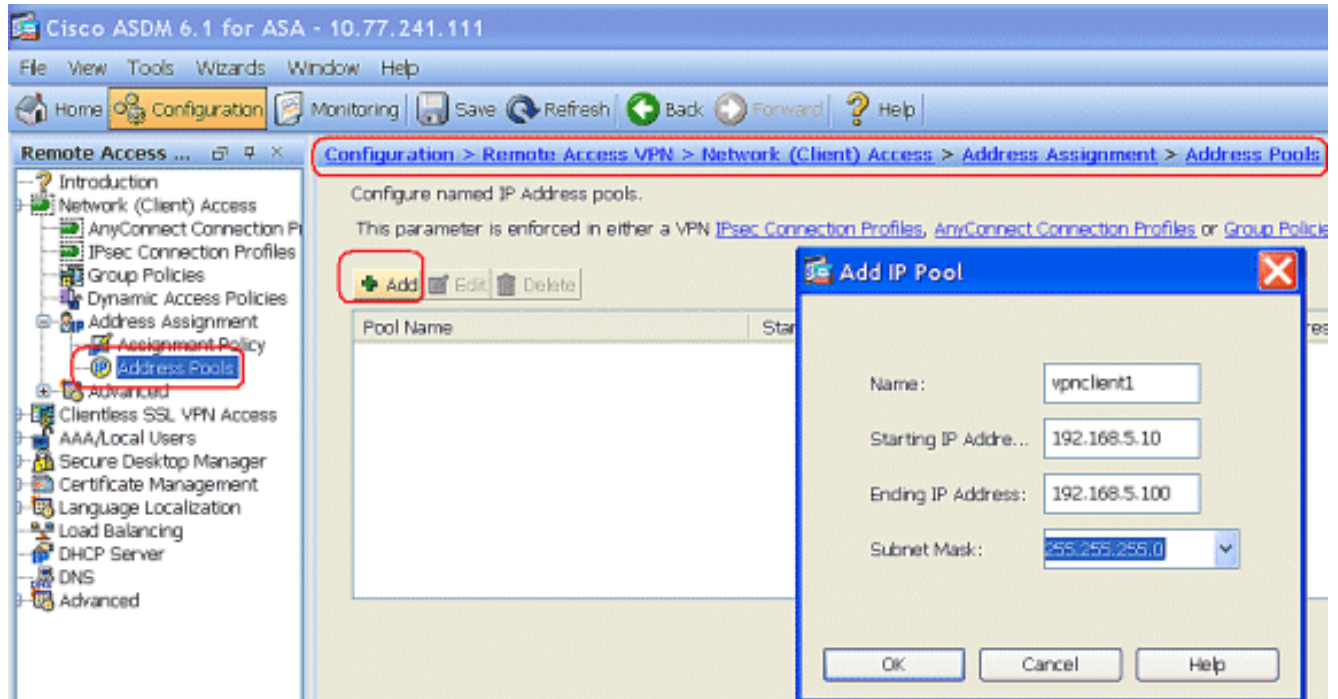 Cisco ASDM 6.1 for ASA - 10.77.241.111
File View Tools Wizards Window Help
Home Configuration Monitoring Save Refresh Back Forward Help
Remote Access ...
Introduction
Network (Client) Access
AnyConnect Connection P
IPsec Connection Profiles
Group Policies
Dynamic Access Policies
Address Assignment
Assignment Policy
Address Pools
Advanced
Clientless SSL VPN Access
AAA/Local Users
Secure Desktop Manager
Certificate Management
Language Localization
Load Balancing
DHCP Server
DNS
Advanced
Configuration > Remote Access VPN > Network (Client) Access > Address Assignment > Address Pools
Configure named IP Address pools.
This parameter is enforced in either a VPN IPsec Connection Profiles, AnyConnect Connection Profiles or Group Policie
Add Edit Delete
Pool Name Star
Add IP Pool
Name: vpnclient1
Starting IP Addre... 192.168.5.10
Ending IP Address: 192.168.5.100
Subnet Mask: 255.255.255.0
OK Cancel Help